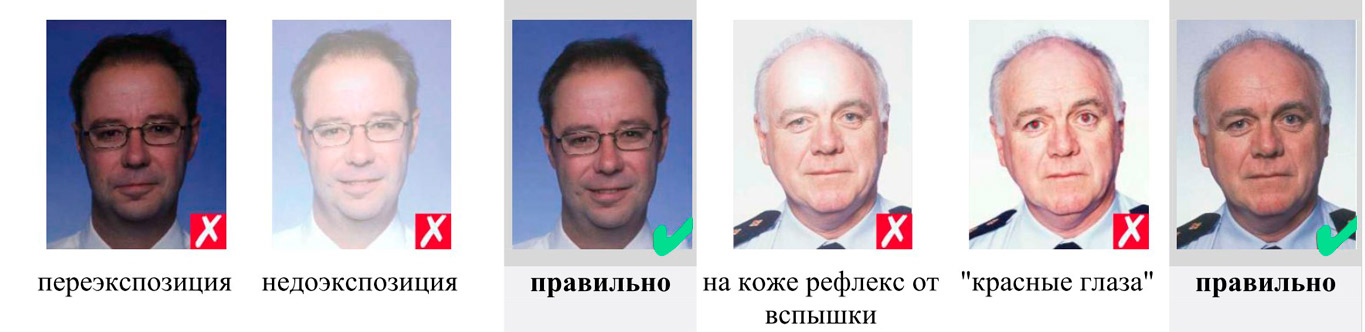 переэкспозиция
недоэкспозиция
правильно
на коже рефлекс от
вспышки
"красные глаза"
правильно